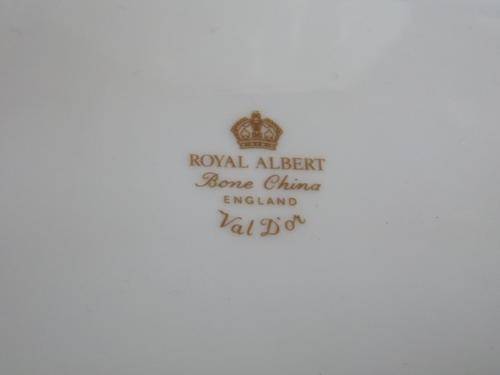 ROYAL ALBERT
Bone China
ENGLAND
Val D'or